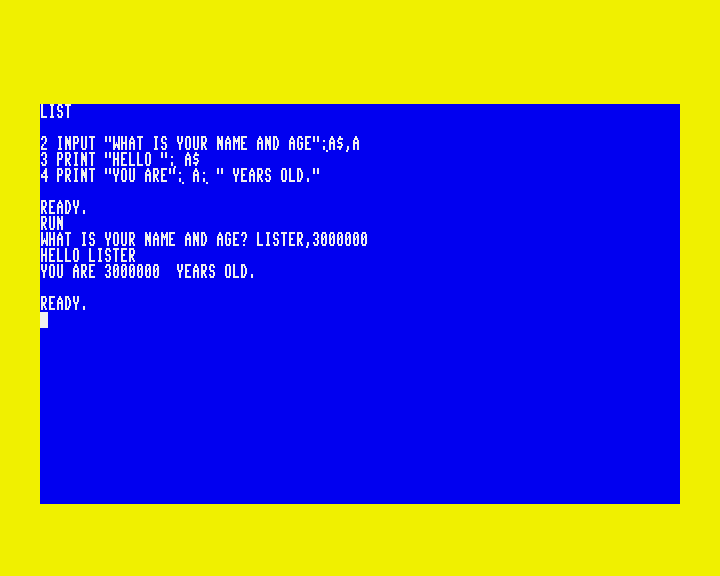 LIST
2 INPUT "WHAT IS YOUR NAME AND AGE";A$,A
3 PRINT "HELLO "; A$
4 PRINT "YOU ARE"; A; " YEARS OLD."
READY.
RUN
WHAT IS YOUR NAME AND AGE? LISTER,3000000
HELLO LISTER
YOU ARE 3000000  YEARS OLD.
READY.